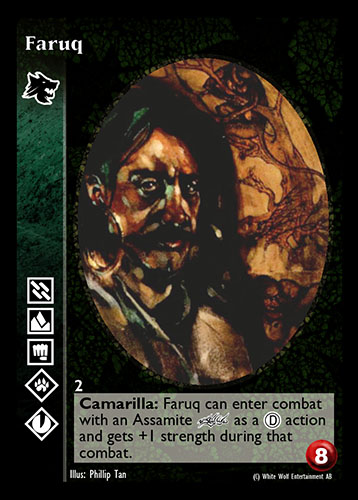 Faruq
2
Camarilla: Faruq can enter combat
with an Assamite as a D action
and gets +1 strength during that
combat.
8
Illus: Phillip Tan
(C) White Wolf Entertainment AB